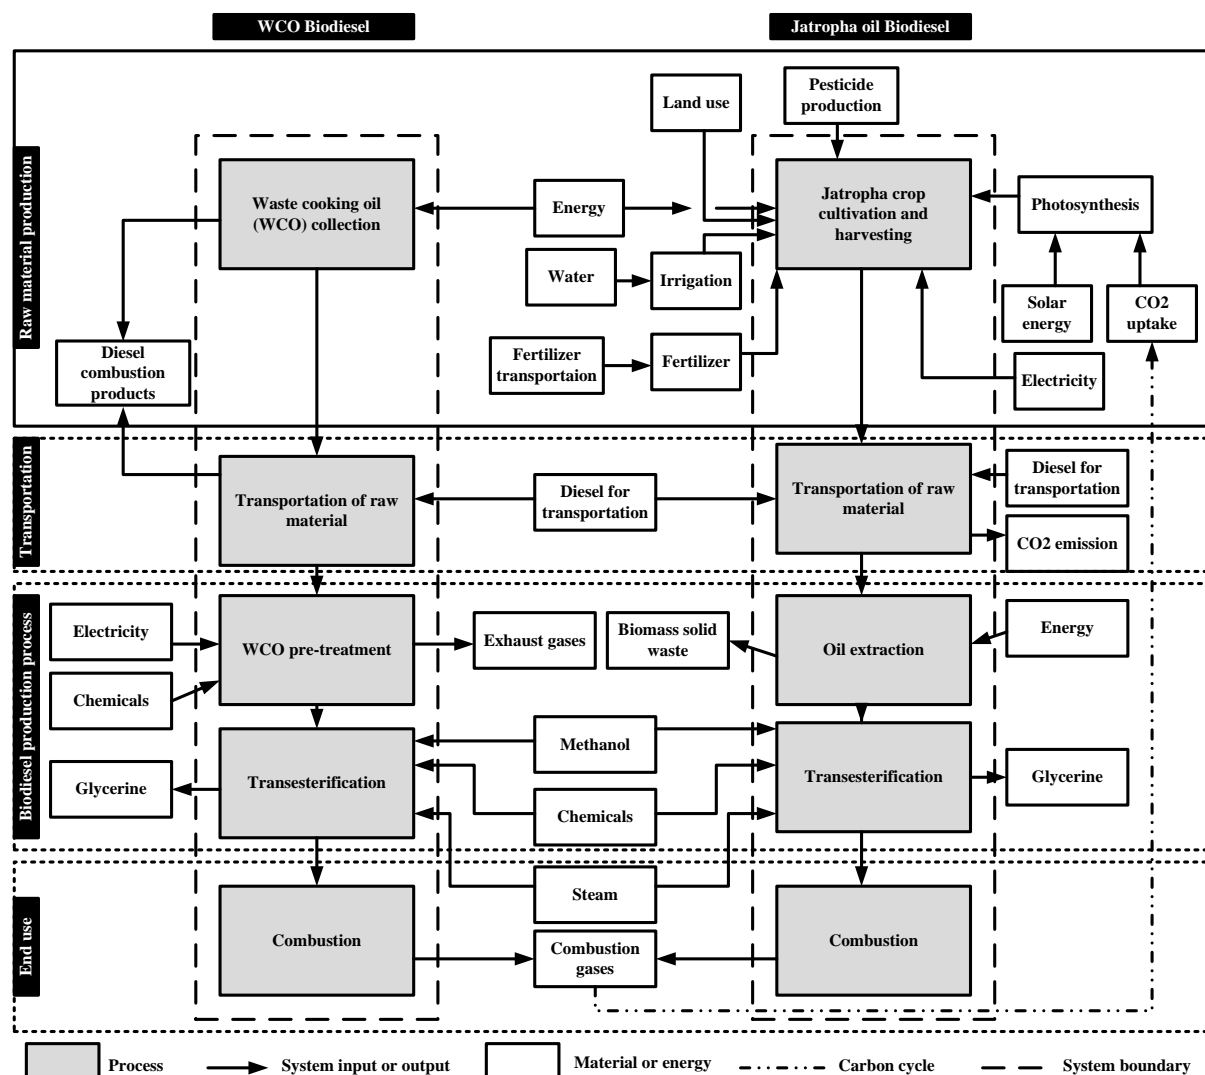 WCO Biodiesel
Jatropha oil Biodiesel
Raw material production
Land use
Pesticide
production
Waste cooking oil
(WCO) collection
Energy
Jatropha crop
cultivation and
harvesting
Photosynthesis
Water
Irrigation
Solar
energy
CO2
uptake
Diesel
combustion
products
Fertilizer
transportaion
Fertilizer
Electricity
Transportation
Transportation of raw
material
Diesel for
transportation
Transportation of raw
material
Diesel for
transportation
CO2 emission
Biodiesel production process
Electricity
WCO pre-treatment
Exhaust gases
Biomass solid
waste
Oil extraction
Energy
Chemicals
Methanol
Glycerine
Transesterification
Transesterification
Glycerine
Chemicals
End use
Steam
Combustion
Combustion
gases
Combustion
Process
System input or output
Material or energy
Carbon cycle
System boundary